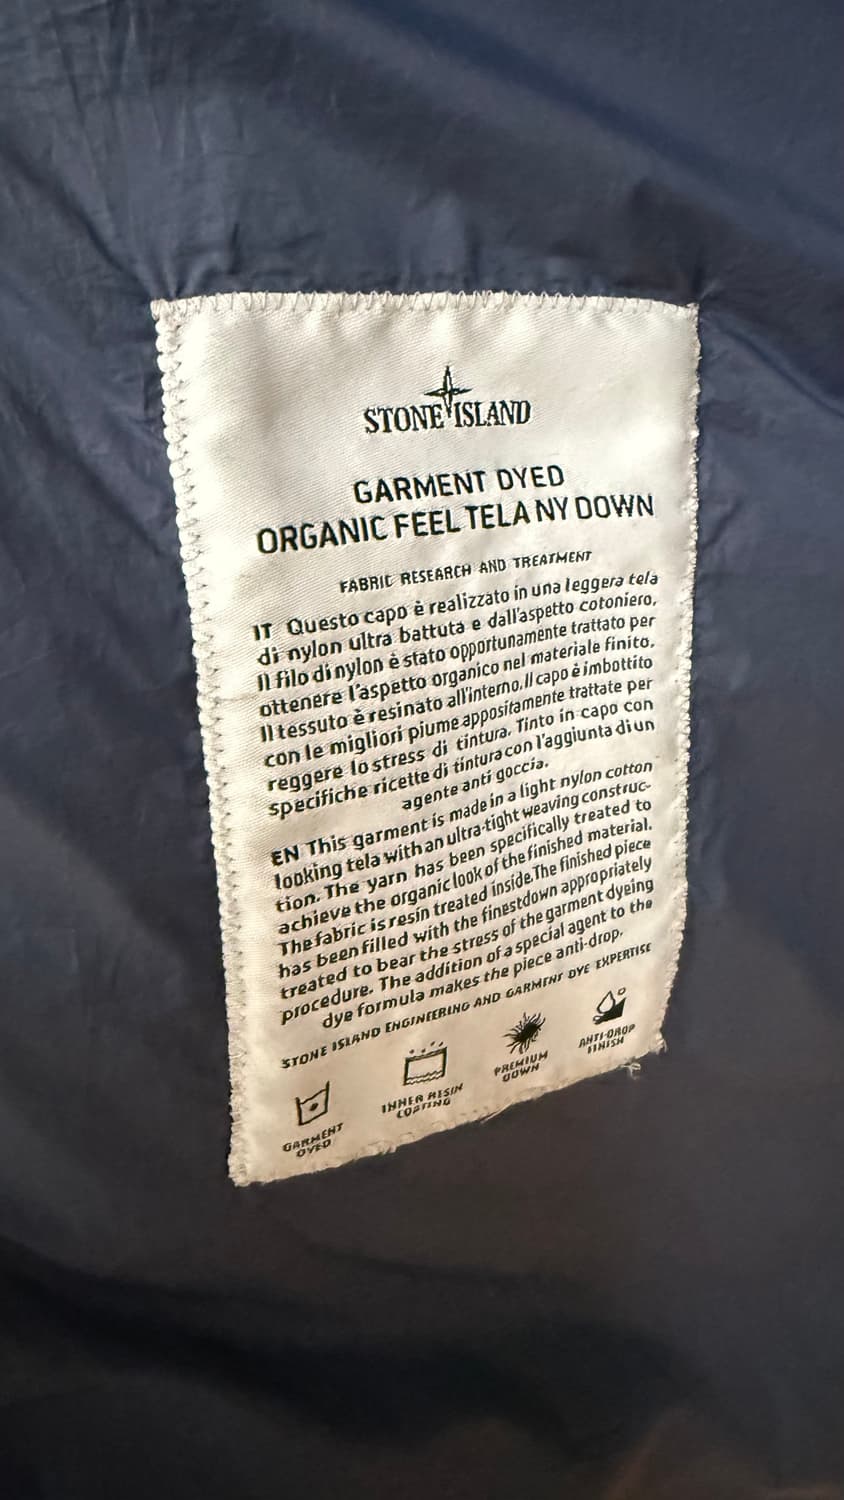 STONE ISLAND
GARMENT DYED
ORGANIC FEEL TELA NY DOWN
FABRIC RESEARCH AND TREATMENT
IT Questo capo è realizzato in una leggera tela
di nylon ultra battuta e dall'aspetto cotoniero.
Il filo di nylon è stato opportunamente trattato per
ottenere l'aspetto organico nel materiale finito.
Il tessuto è resinato all'interno. Il capo è imbottito
con le migliori piume appositamente trattate per
reggere lo stress di tintura. Tinto in capo con
specifiche ricette di tintura con l'aggiunta di un
agente anti goccia.
EN This garment is made in a light nylon cotton
looking tela with an ultra-tight weaving construc-
tion. The yarn has been specifically treated to
achieve the organic look of the finished material.
The fabric is resin treated inside.The finished piece
has been filled with the finestdown appropriately
treated to bear the stress of the garment dyeing
procedure. The addition of a special agent to the
dye formula makes the piece anti-drop.
STONE ISLAND ENGINEERING AND GARMENT DYE EXPERTISE
GARMENT
DYED
INNER RESIN
COATING
PREMIUM
DOWN
ANTI-DROP
FINISH